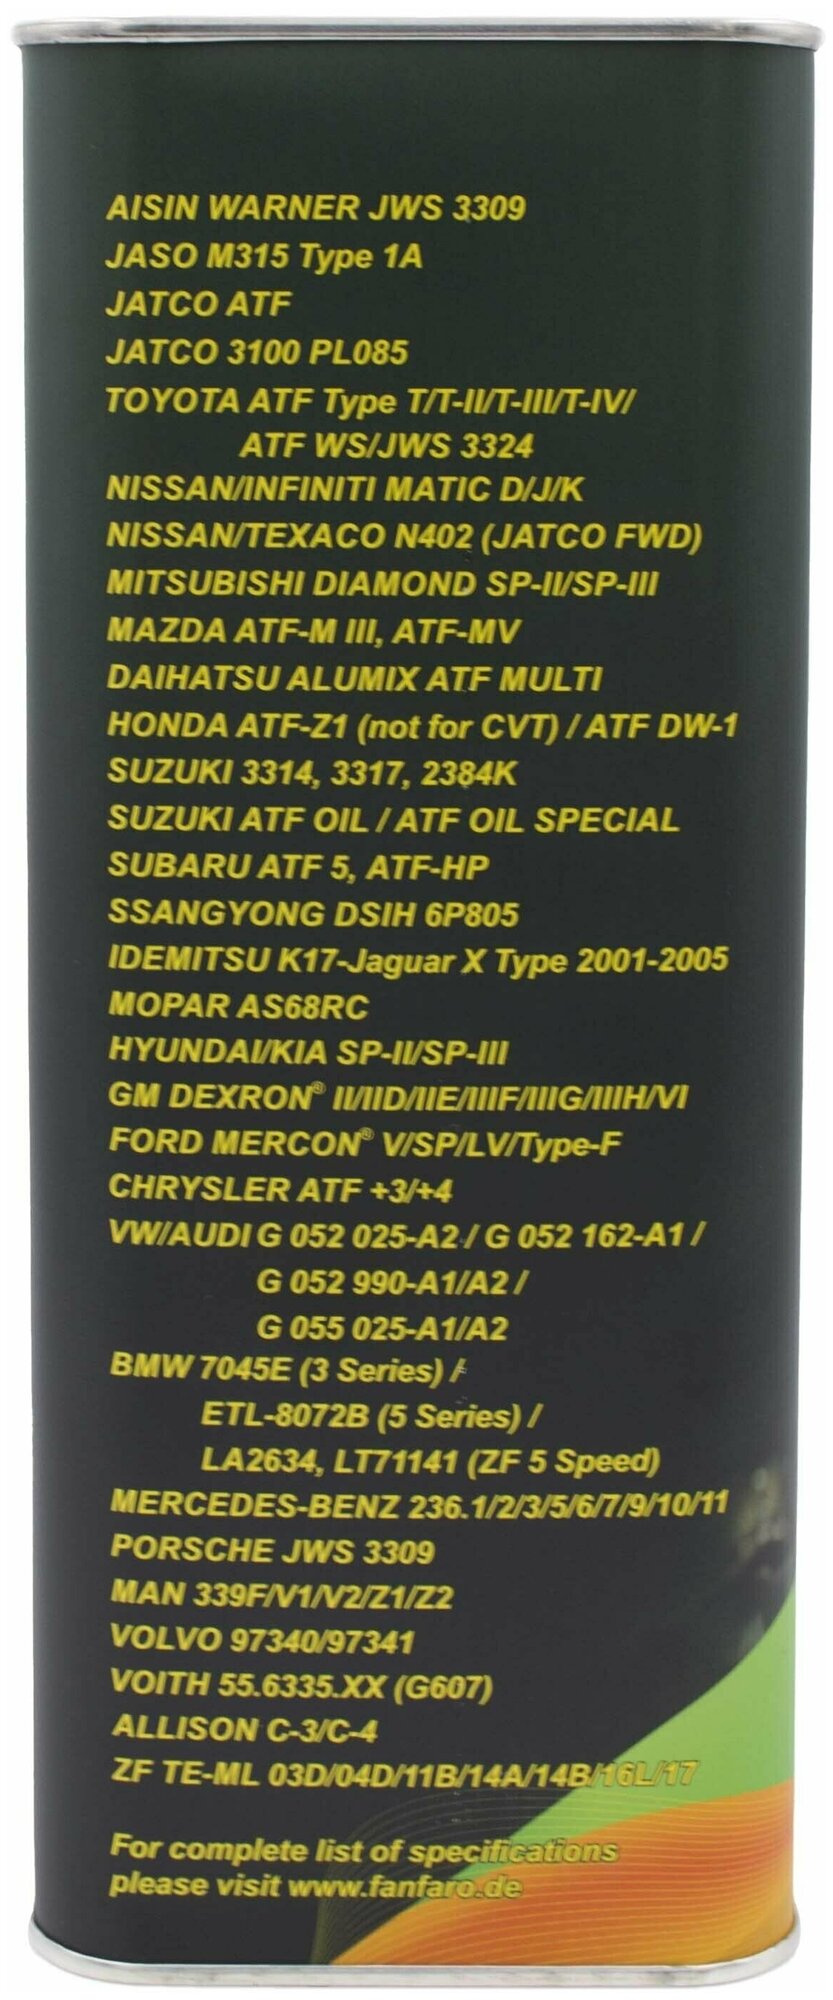 AISIN WARNER JWS 3309
JASO M315 Type 1A
JATCO ATF
JATCO 3100 PL085
TOYOTA ATF Type T/T-II/T-III/T-IV/
ATF WS/JWS 3324
NISSAN/INFINITI MATIC D/J/K
NISSAN/TEXACO N402 (JATCO FWD)
MITSUBISHI DIAMOND SP-II/SP-III
MAZDA ATF-M III, ATF-MV
DAIHATSU ALUMIX ATF MULTI
HONDA ATF-Z1 (not for CVT) / ATF DW-1
SUZUKI 3314, 3317, 2384K
SUZUKI ATF OIL / ATF OIL SPECIAL
SUBARU ATF 5, ATF-HP
SSANGYONG DSIH 6P805
IDEMITSU K17-Jaguar X Type 2001-2005
MOPAR AS68RC
HYUNDAI/KIA SP-II/SP-III
GM DEXRON® II/IID/IIE/IIIF/IIIG/IIIH/VI
FORD MERCON® V/SP/LV/Type-F
CHRYSLER ATF +3/+4
VW/AUDI G 052 025-A2 / G 052 162-A1 /
G 052 990-A1/A2 /
G 055 025-A1/A2
BMW 7045E (3 Series) /
ETL-8072B (5 Series) /
LA2634, LT71141 (ZF 5 Speed)
MERCEDES-BENZ 236.1/2/3/5/6/7/9/10/11
PORSCHE JWS 3309
MAN 339F/V1/V2/Z1/Z2
VOLVO 97340/97341
VOITH 55.6335.XX (G607)
ALLISON C-3/C-4
ZF TE-ML 03D/04D/11B/14A/14B/16L/17
For complete list of specifications
please visit www.fanfaro.de